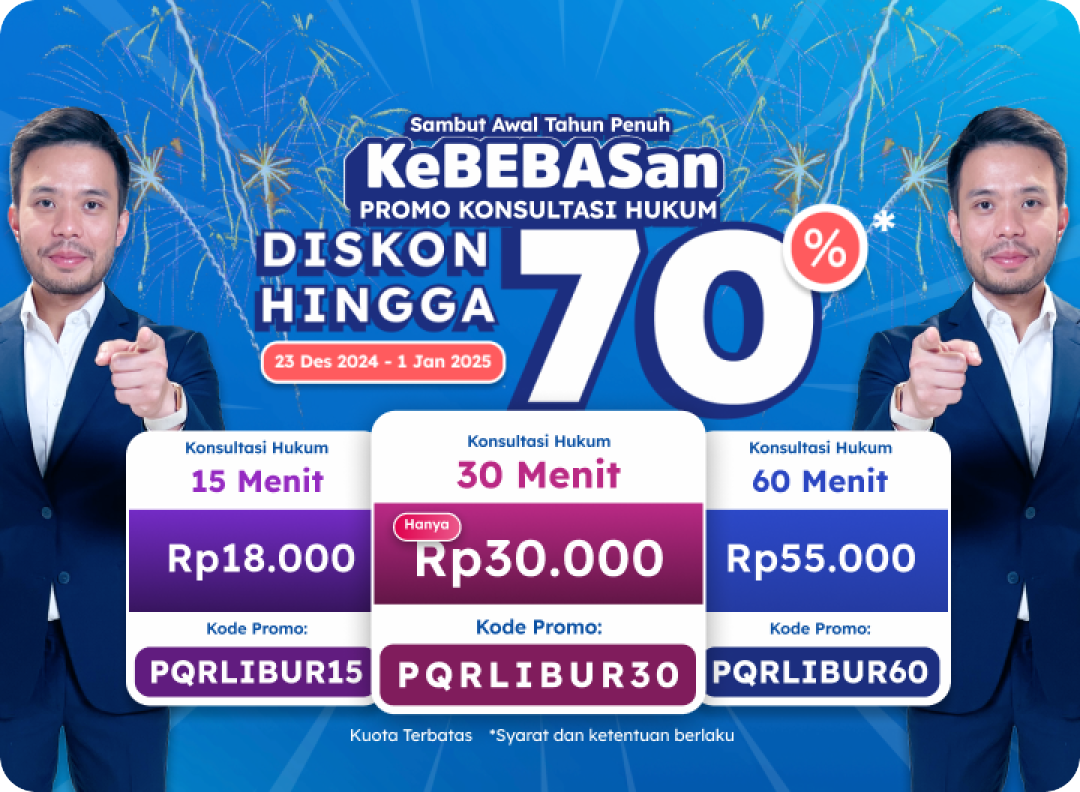 Sambut Awal Tahun Penuh
KeBEBASan
PROMO KONSULTASI HUKUM
DISKON
HINGGA
70%*
23 Des 2024 - 1 Jan 2025
Konsultasi Hukum
15 Menit
Rp18.000
Kode Promo:
PQRLIBUR15
Konsultasi Hukum
30 Menit
Hanya
Rp30.000
Kode Promo:
PQRLIBUR30
Konsultasi Hukum
60 Menit
Rp55.000
Kode Promo:
PQRLIBUR60
Kuota Terbatas *Syarat dan ketentuan berlaku